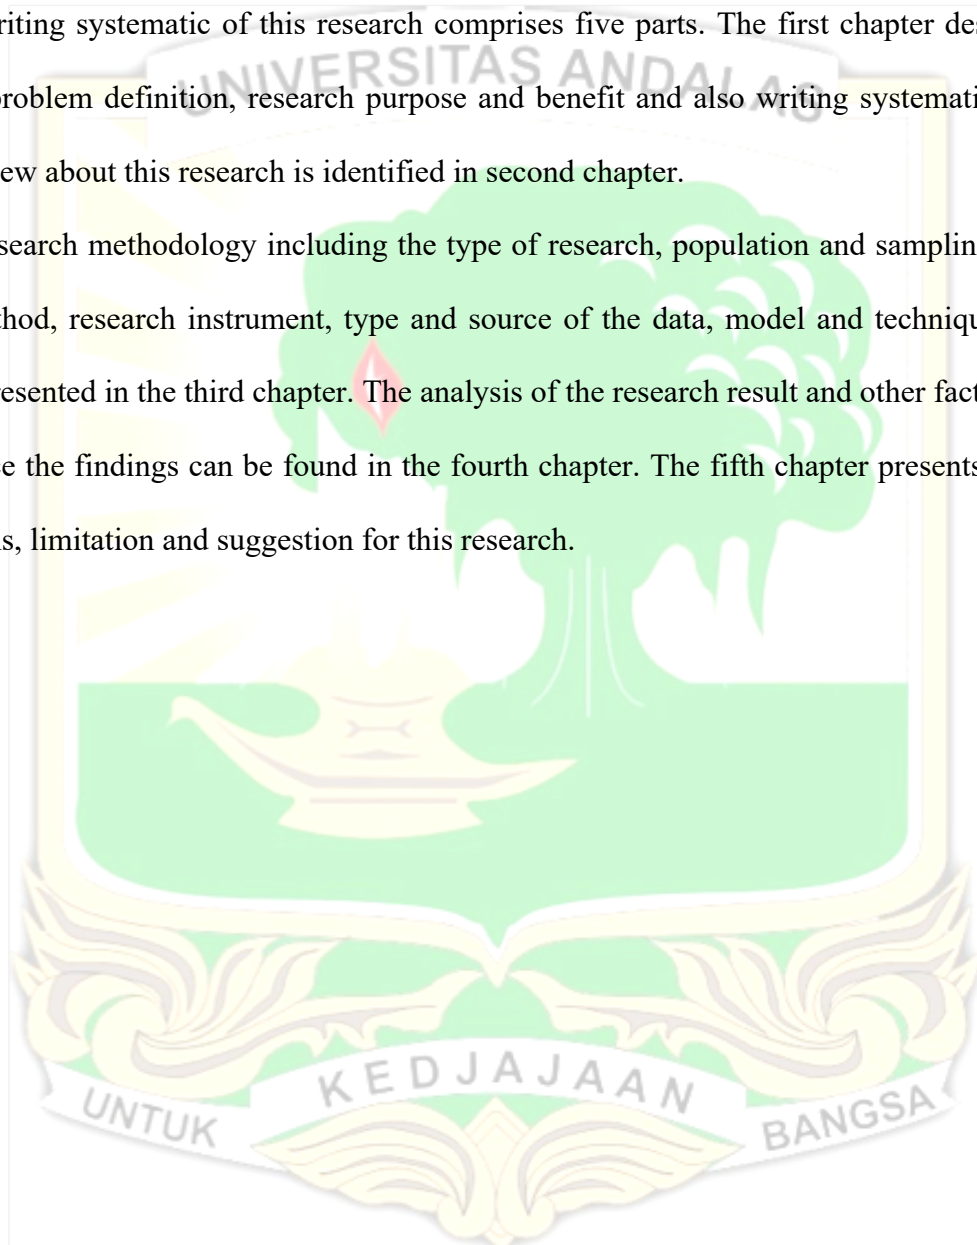 riting systematic of this research comprises five parts. The first chapter des
UNIVERSITAS ANDALAS
problem definition, research purpose and benefit and also writing systemati
ew about this research is identified in second chapter.
search methodology including the type of research, population and samplin
thod, research instrument, type and source of the data, model and techniqu
resented in the third chapter. The analysis of the research result and other fact
e the findings can be found in the fourth chapter. The fifth chapter presents
s, limitation and suggestion for this research.
UNTUK KEDJAJAAN BANGSA